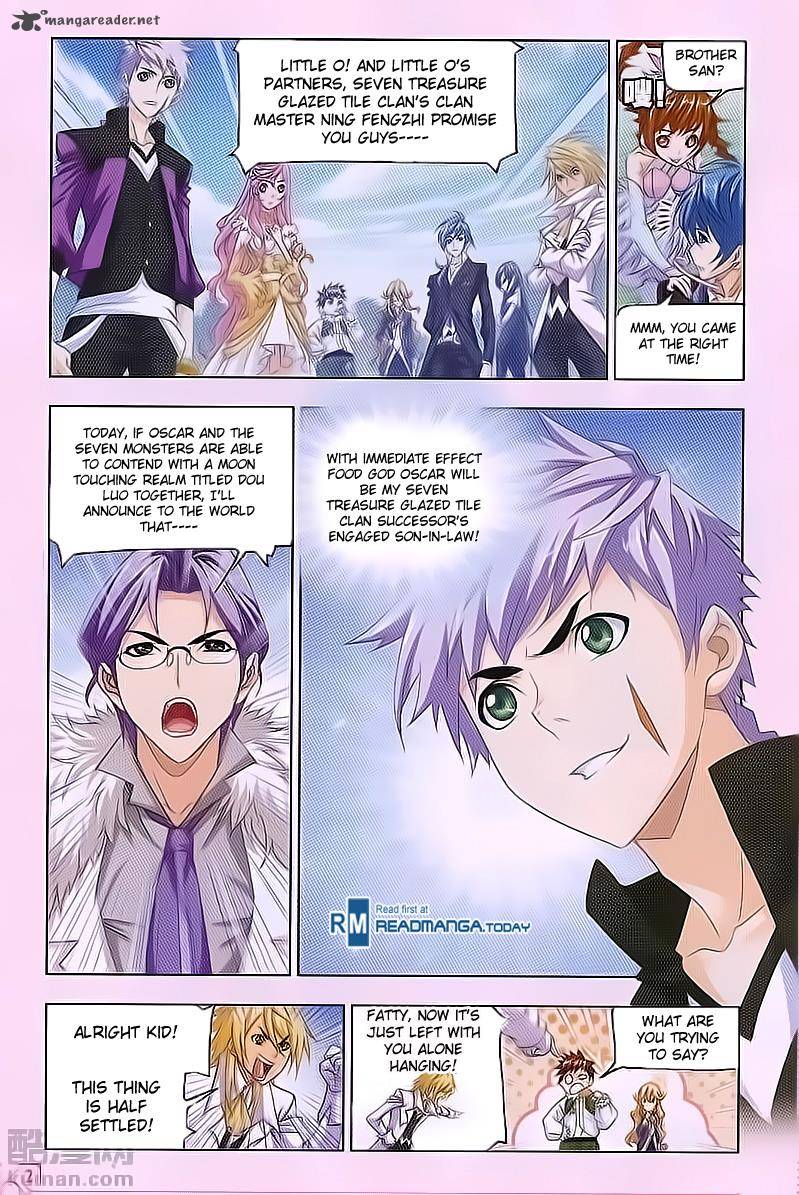 mangareader.net
LITTLE O! AND LITTLE O'S
PARTNERS, SEVEN TREASURE
GLAZED TILE CLAN'S CLAN
MASTER NING FENGZHI PROMISE
YOU GUYS----
BROTHER
SAN?
MMM, YOU CAME
AT THE RIGHT
TIME!
TODAY, IF OSCAR AND THE
SEVEN MONSTERS ARE ABLE
TO CONTEND WITH A MOON
TOUCHING REALM TITLED DOU
LUO TOGETHER, I'LL
ANNOUNCE TO THE WORLD
THAT----
WITH IMMEDIATE EFFECT
FOOD GOD OSCAR WILL
BE MY SEVEN
TREASURE GLAZED TILE
CLAN SUCCESSOR'S
ENGAGED SON-IN-LAW!
RM
Read first at
READMANGA.TODAY
ALRIGHT KID!
THIS THING
IS HALF
SETTLED!
FATTY, NOW IT'S
JUST LEFT WITH
YOU ALONE
HANGING!
WHAT ARE
YOU TRYING
TO SAY?
酷漫网
kuman.com
2